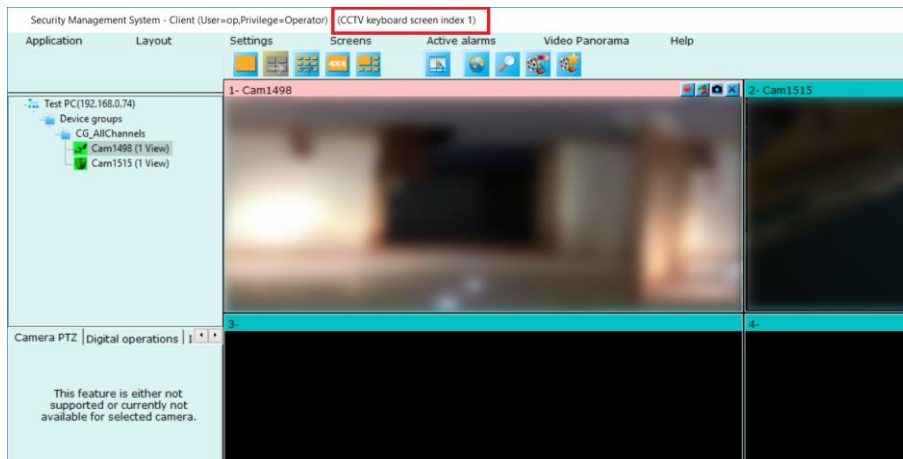 Security Management System - Client (User=op,Privilege=Operator) (CCTV keyboard screen index 1)
Application Layout Settings Screens Active alarms Video Panorama Help
4X4
1- Cam1498
2- Cam1515
Test PC(192.168.0.74)
Device groups
CG_AllChannels
Cam1498 (1 View)
Cam1515 (1 View)
3-
4-
Camera PTZ Digital operations
This feature is either not
supported or currently not
available for selected camera.